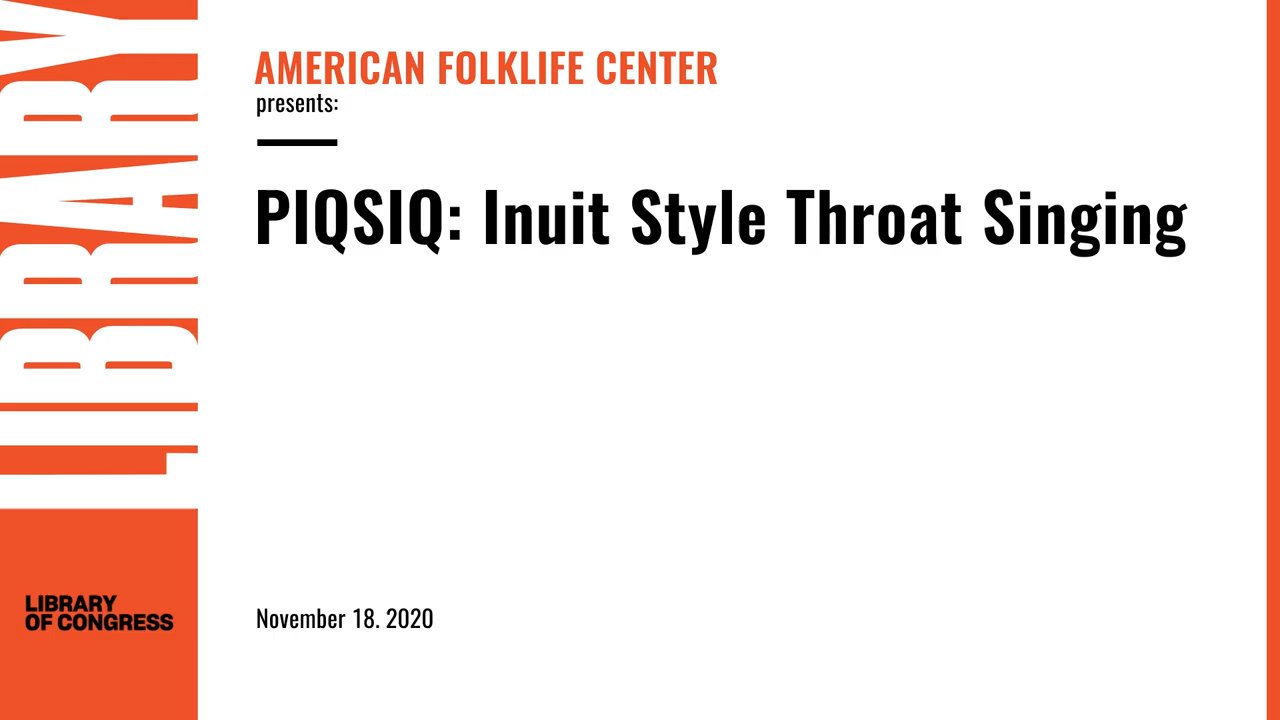 LIBRARY
AMERICAN FOLKLIFE CENTER
presents:
PIQSIQ: Inuit Style Throat Singing
November 18. 2020
LIBRARY
OF CONGRESS